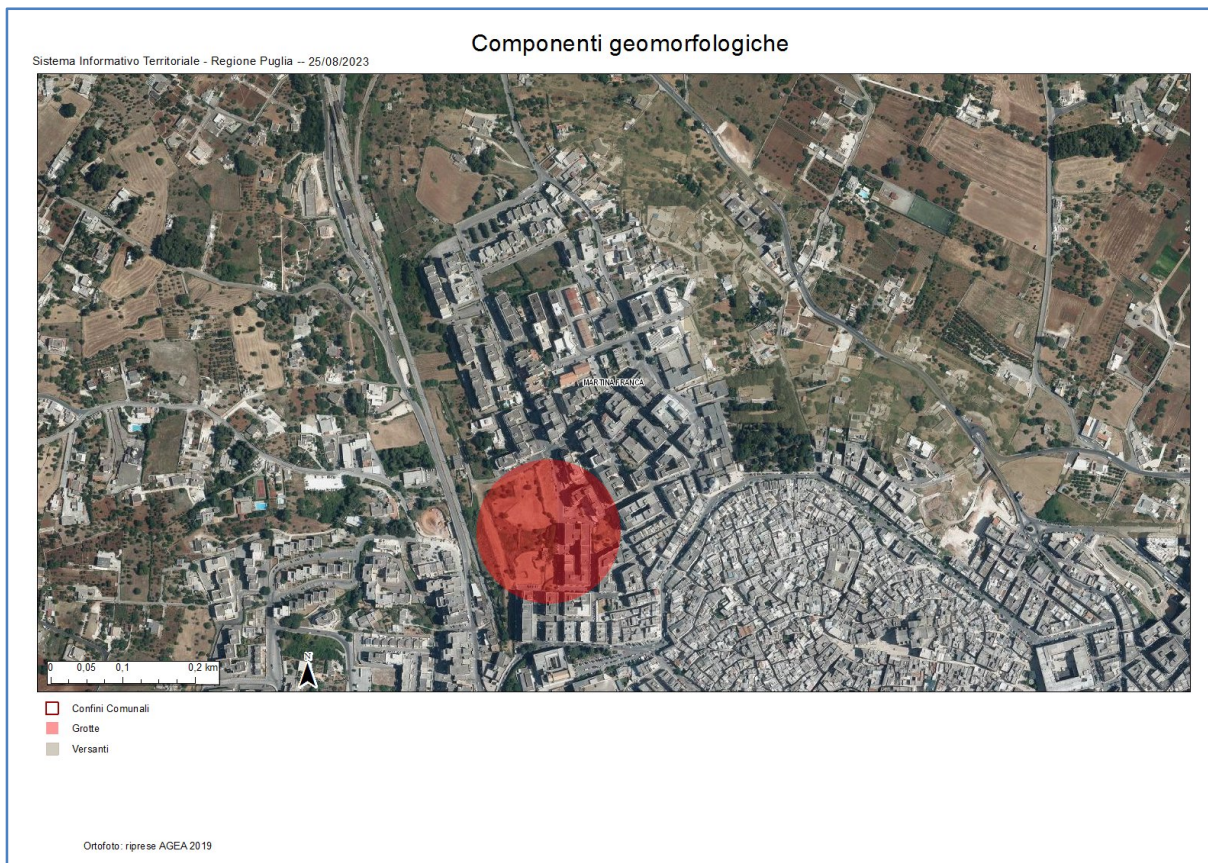 Componenti geomorfologiche
Sistema Informativo Territoriale - Regione Puglia -- 25/08/2023
MARTINA FRANCA
0 0,05 0,1 0,2 km
N
Confini Comunali
Grotte
Versanti
Ortofoto: riprese AGEA 2019